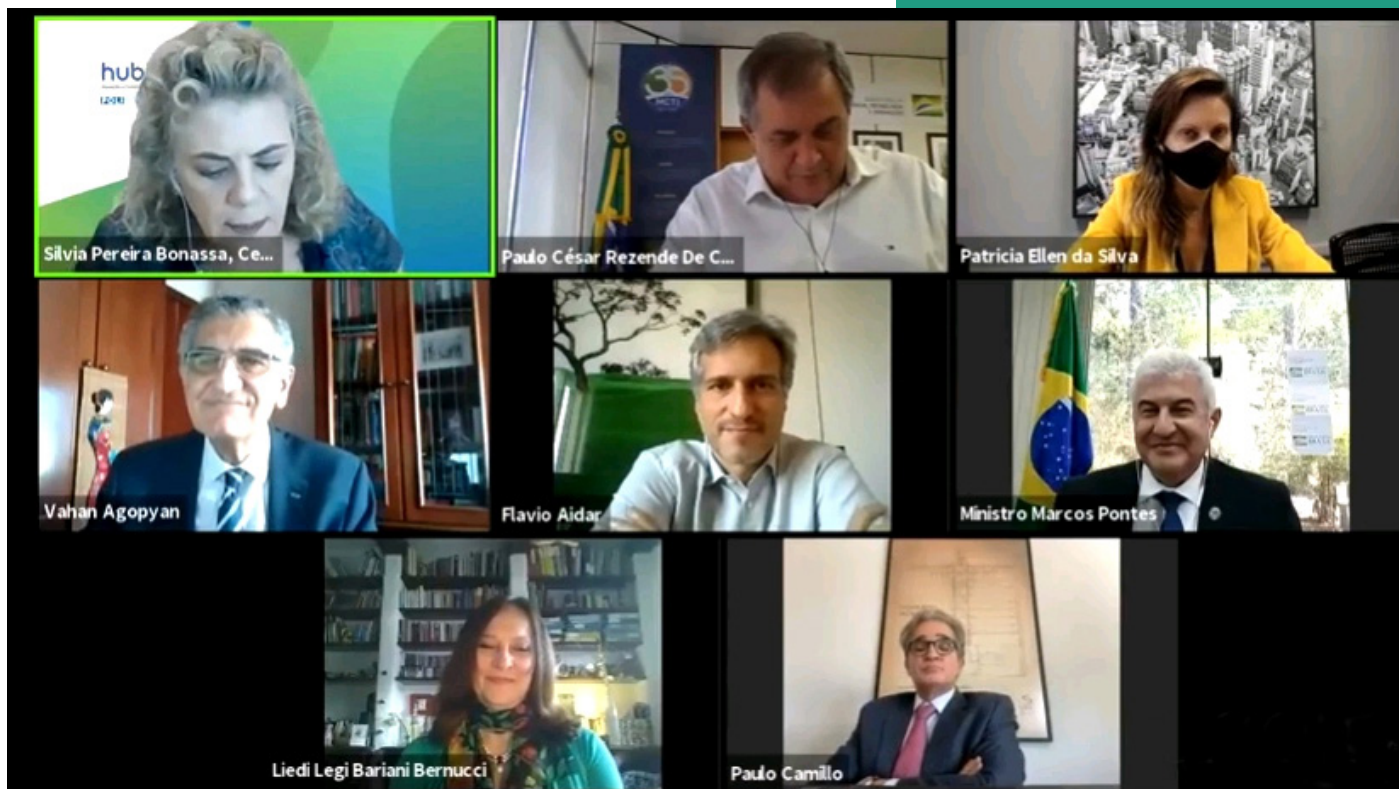 hub
Silvia Pereira Bonassa, Ce...
MCTI
Paulo César Rezende De C...
Patricia Ellen da Silva
Vahan Agopyan
Flavio Aidar
Ministro Marcos Pontes
Liedi Legi Bariani Bernucci
Paulo Camillo